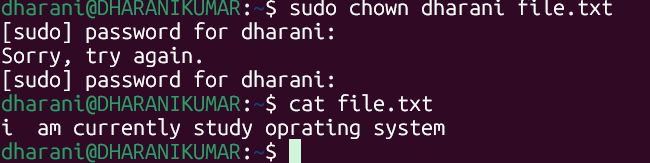 dharani@DHARANIKUMAR:~$ sudo chown dharani file.txt
[sudo] password for dharani:
Sorry, try again.
[sudo] password for dharani:
dharani@DHARANIKUMAR:~$ cat file.txt
i  am currently study oprating system
dharani@DHARANIKUMAR:~$